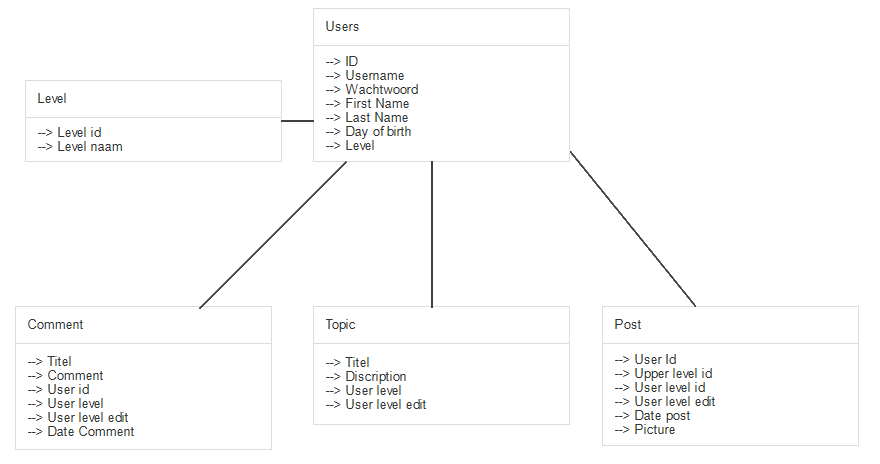 Users
--> ID
--> Username
--> Wachtwoord
--> First Name
--> Last Name
--> Day of birth
--> Level
Level
--> Level id
--> Level naam
Comment
--> Titel
--> Comment
--> User id
--> User level
--> User level edit
--> Date Comment
Topic
--> Titel
--> Discription
--> User level
--> User level edit
Post
--> User Id
--> Upper level id
--> User level id
--> User level edit
--> Date post
--> Picture